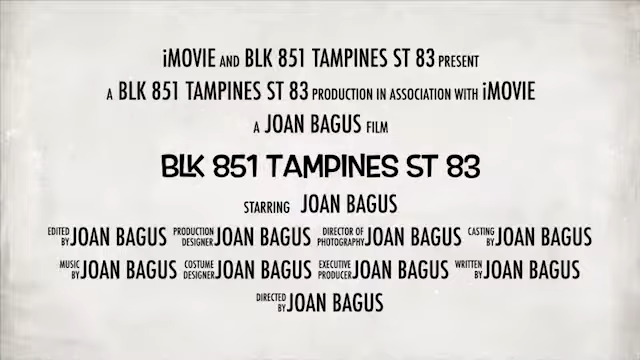 iMOVIE AND BLK 851 TAMPINES ST 83 PRESENT
A BLK 851 TAMPINES ST 83 PRODUCTION IN ASSOCIATION WITH iMOVIE
A JOAN BAGUS FILM
BLK 851 TAMPINES ST 83
STARRING JOAN BAGUS
EDITED BY JOAN BAGUS PRODUCTION DESIGNER JOAN BAGUS DIRECTOR OF PHOTOGRAPHY JOAN BAGUS CASTING BY JOAN BAGUS
MUSIC BY JOAN BAGUS COSTUME DESIGNER JOAN BAGUS EXECUTIVE PRODUCER JOAN BAGUS WRITTEN BY JOAN BAGUS
DIRECTED BY JOAN BAGUS